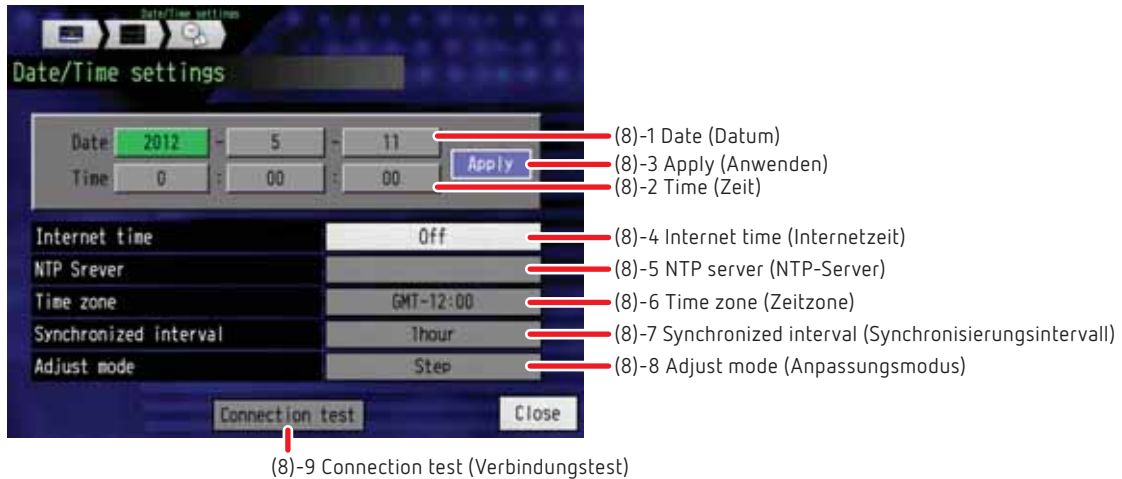 Date/Time settings
Date/Time settings
Date 2012 - 5 - 11
Apply
Time 0 : 00 : 00
Internet time Off
NTP Srever
Time zone GMT-12:00
Synchronized interval 1hour
Adjust mode Step
Connection test
Close
(8)-1 Date (Datum)
(8)-3 Apply (Anwenden)
(8)-2 Time (Zeit)
(8)-4 Internet time (Internetzeit)
(8)-5 NTP server (NTP-Server)
(8)-6 Time zone (Zeitzone)
(8)-7 Synchronized interval (Synchronisierungsintervall)
(8)-8 Adjust mode (Anpassungsmodus)
(8)-9 Connection test (Verbindungstest)